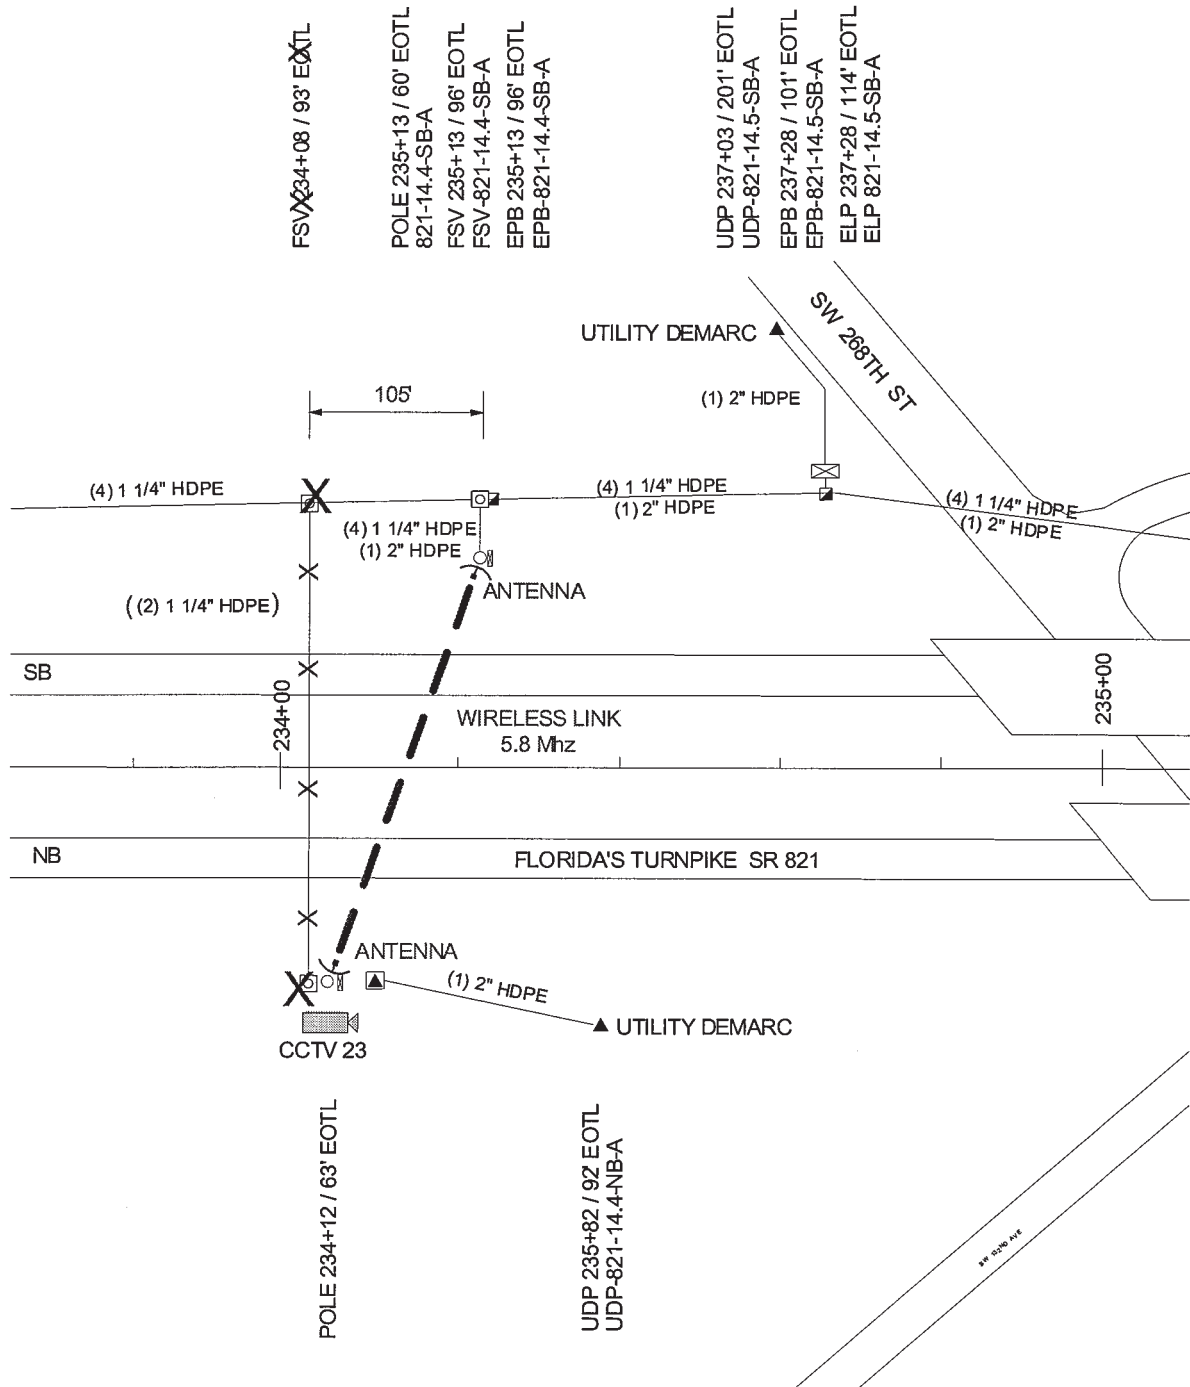 FSV 234+08 / 93' EOTL
POLE 235+13 / 60' EOTL
821-14.4-SB-A
FSV 235+13 / 96' EOTL
FSV-821-14.4-SB-A
EPB 235+13 / 96' EOTL
EPB-821-14.4-SB-A
UDP 237+03 / 201' EOTL
UDP-821-14.5-SB-A
EPB 237+28 / 101' EOTL
EPB-821-14.5-SB-A
ELP 237+28 / 114' EOTL
ELP 821-14.5-SB-A
SW 268TH ST
UTILITY DEMARC
105'
(1) 2" HDPE
(4) 1 1/4" HDPE
(4) 1 1/4" HDPE
(1) 2" HDPE
(4) 1 1/4" HDPE
(1) 2" HDPE
(4) 1 1/4" HDPE
(1) 2" HDPE
ANTENNA
( (2) 1 1/4" HDPE)
SB
234+00
235+00
WIRELESS LINK
5.8 Mhz
NB
FLORIDA'S TURNPIKE SR 821
ANTENNA
(1) 2" HDPE
UTILITY DEMARC
CCTV 23
POLE 234+12 / 63' EOTL
UDP 235+82 / 92' EOTL
UDP-821-14.4-NB-A
SW 132ND AVE